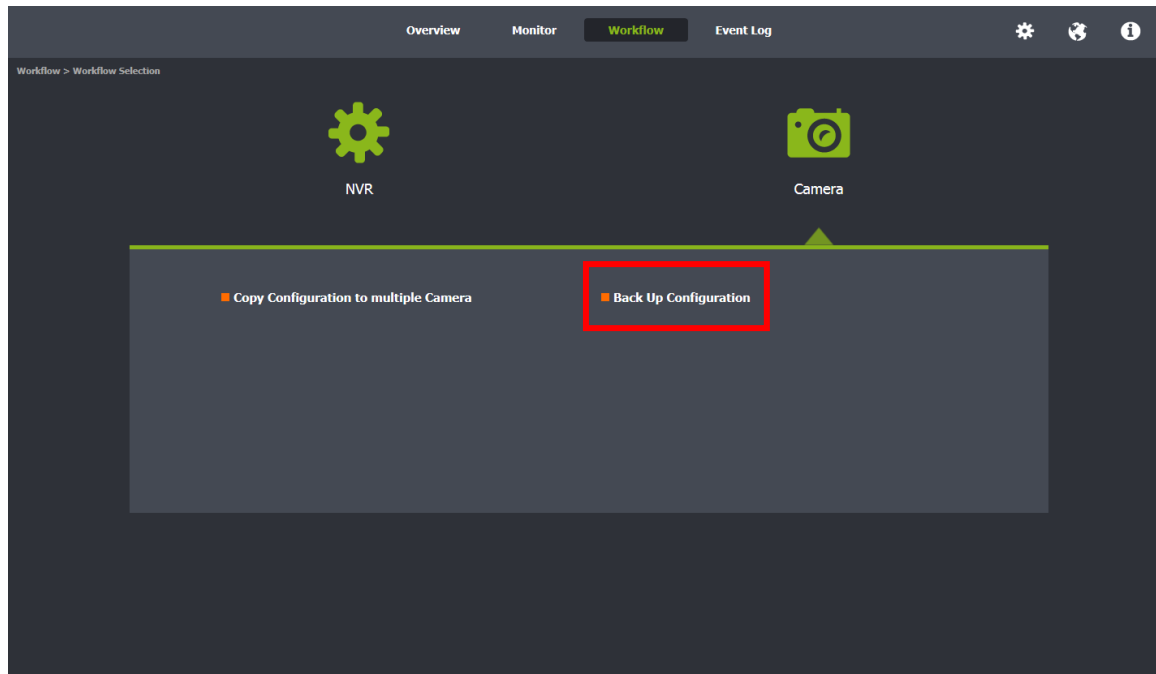 Overview Monitor Workflow Event Log
Workflow > Workflow Selection
NVR
Camera
Copy Configuration to multiple Camera
Back Up Configuration